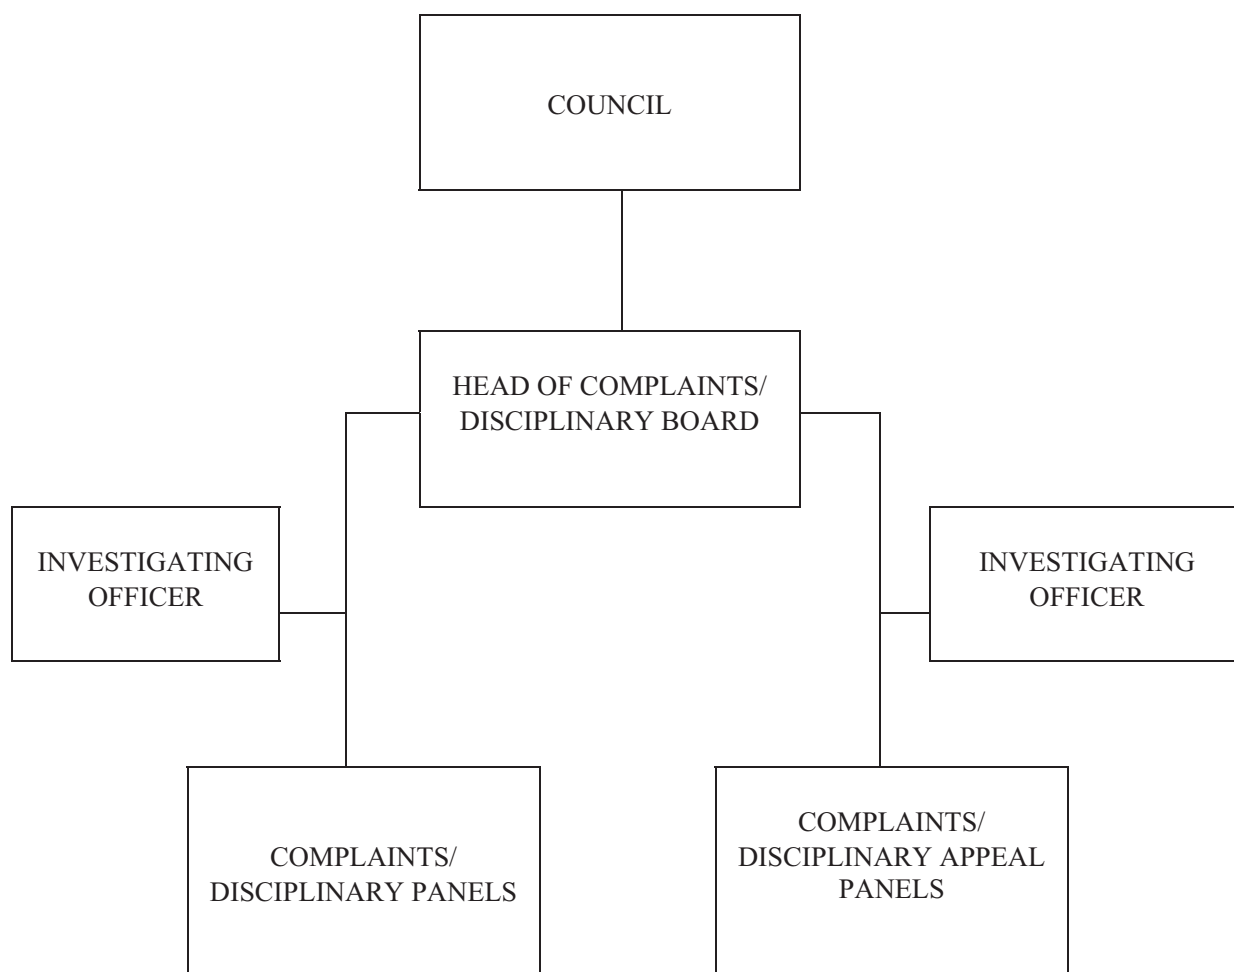 COUNCIL
HEAD OF COMPLAINTS/
DISCIPLINARY BOARD
INVESTIGATING
OFFICER
INVESTIGATING
OFFICER
COMPLAINTS/
DISCIPLINARY PANELS
COMPLAINTS/
DISCIPLINARY APPEAL
PANELS